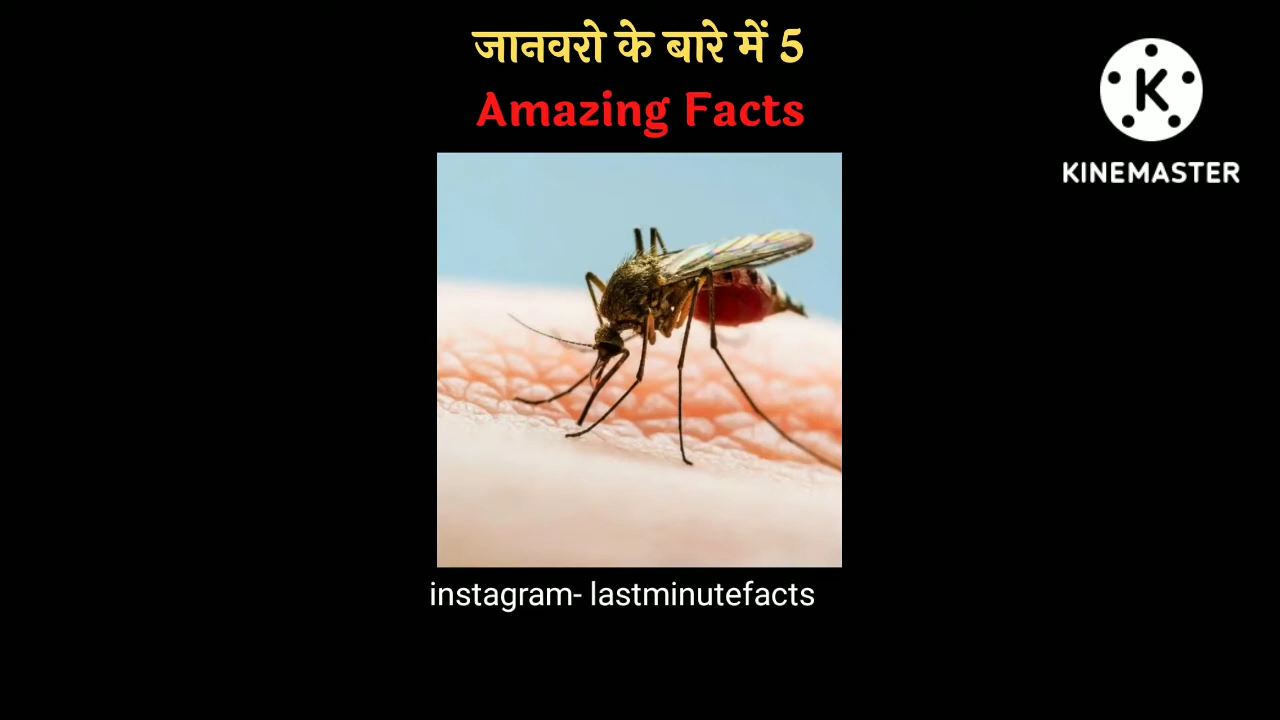 जानवरो के बारे में 5
Amazing Facts
K
KINEMASTER
instagram- lastminutefacts